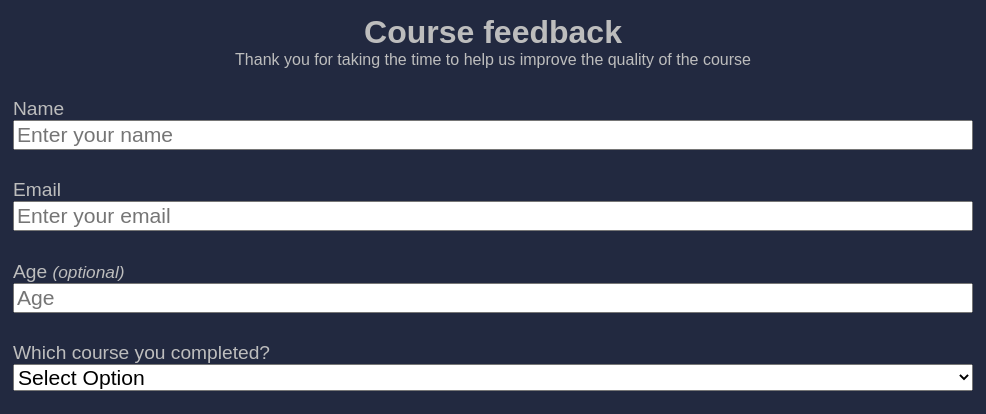 Course feedback
Thank you for taking the time to help us improve the quality of the course
Name
Enter your name
Email
Enter your email
Age (optional)
Age
Which course you completed?
Select Option